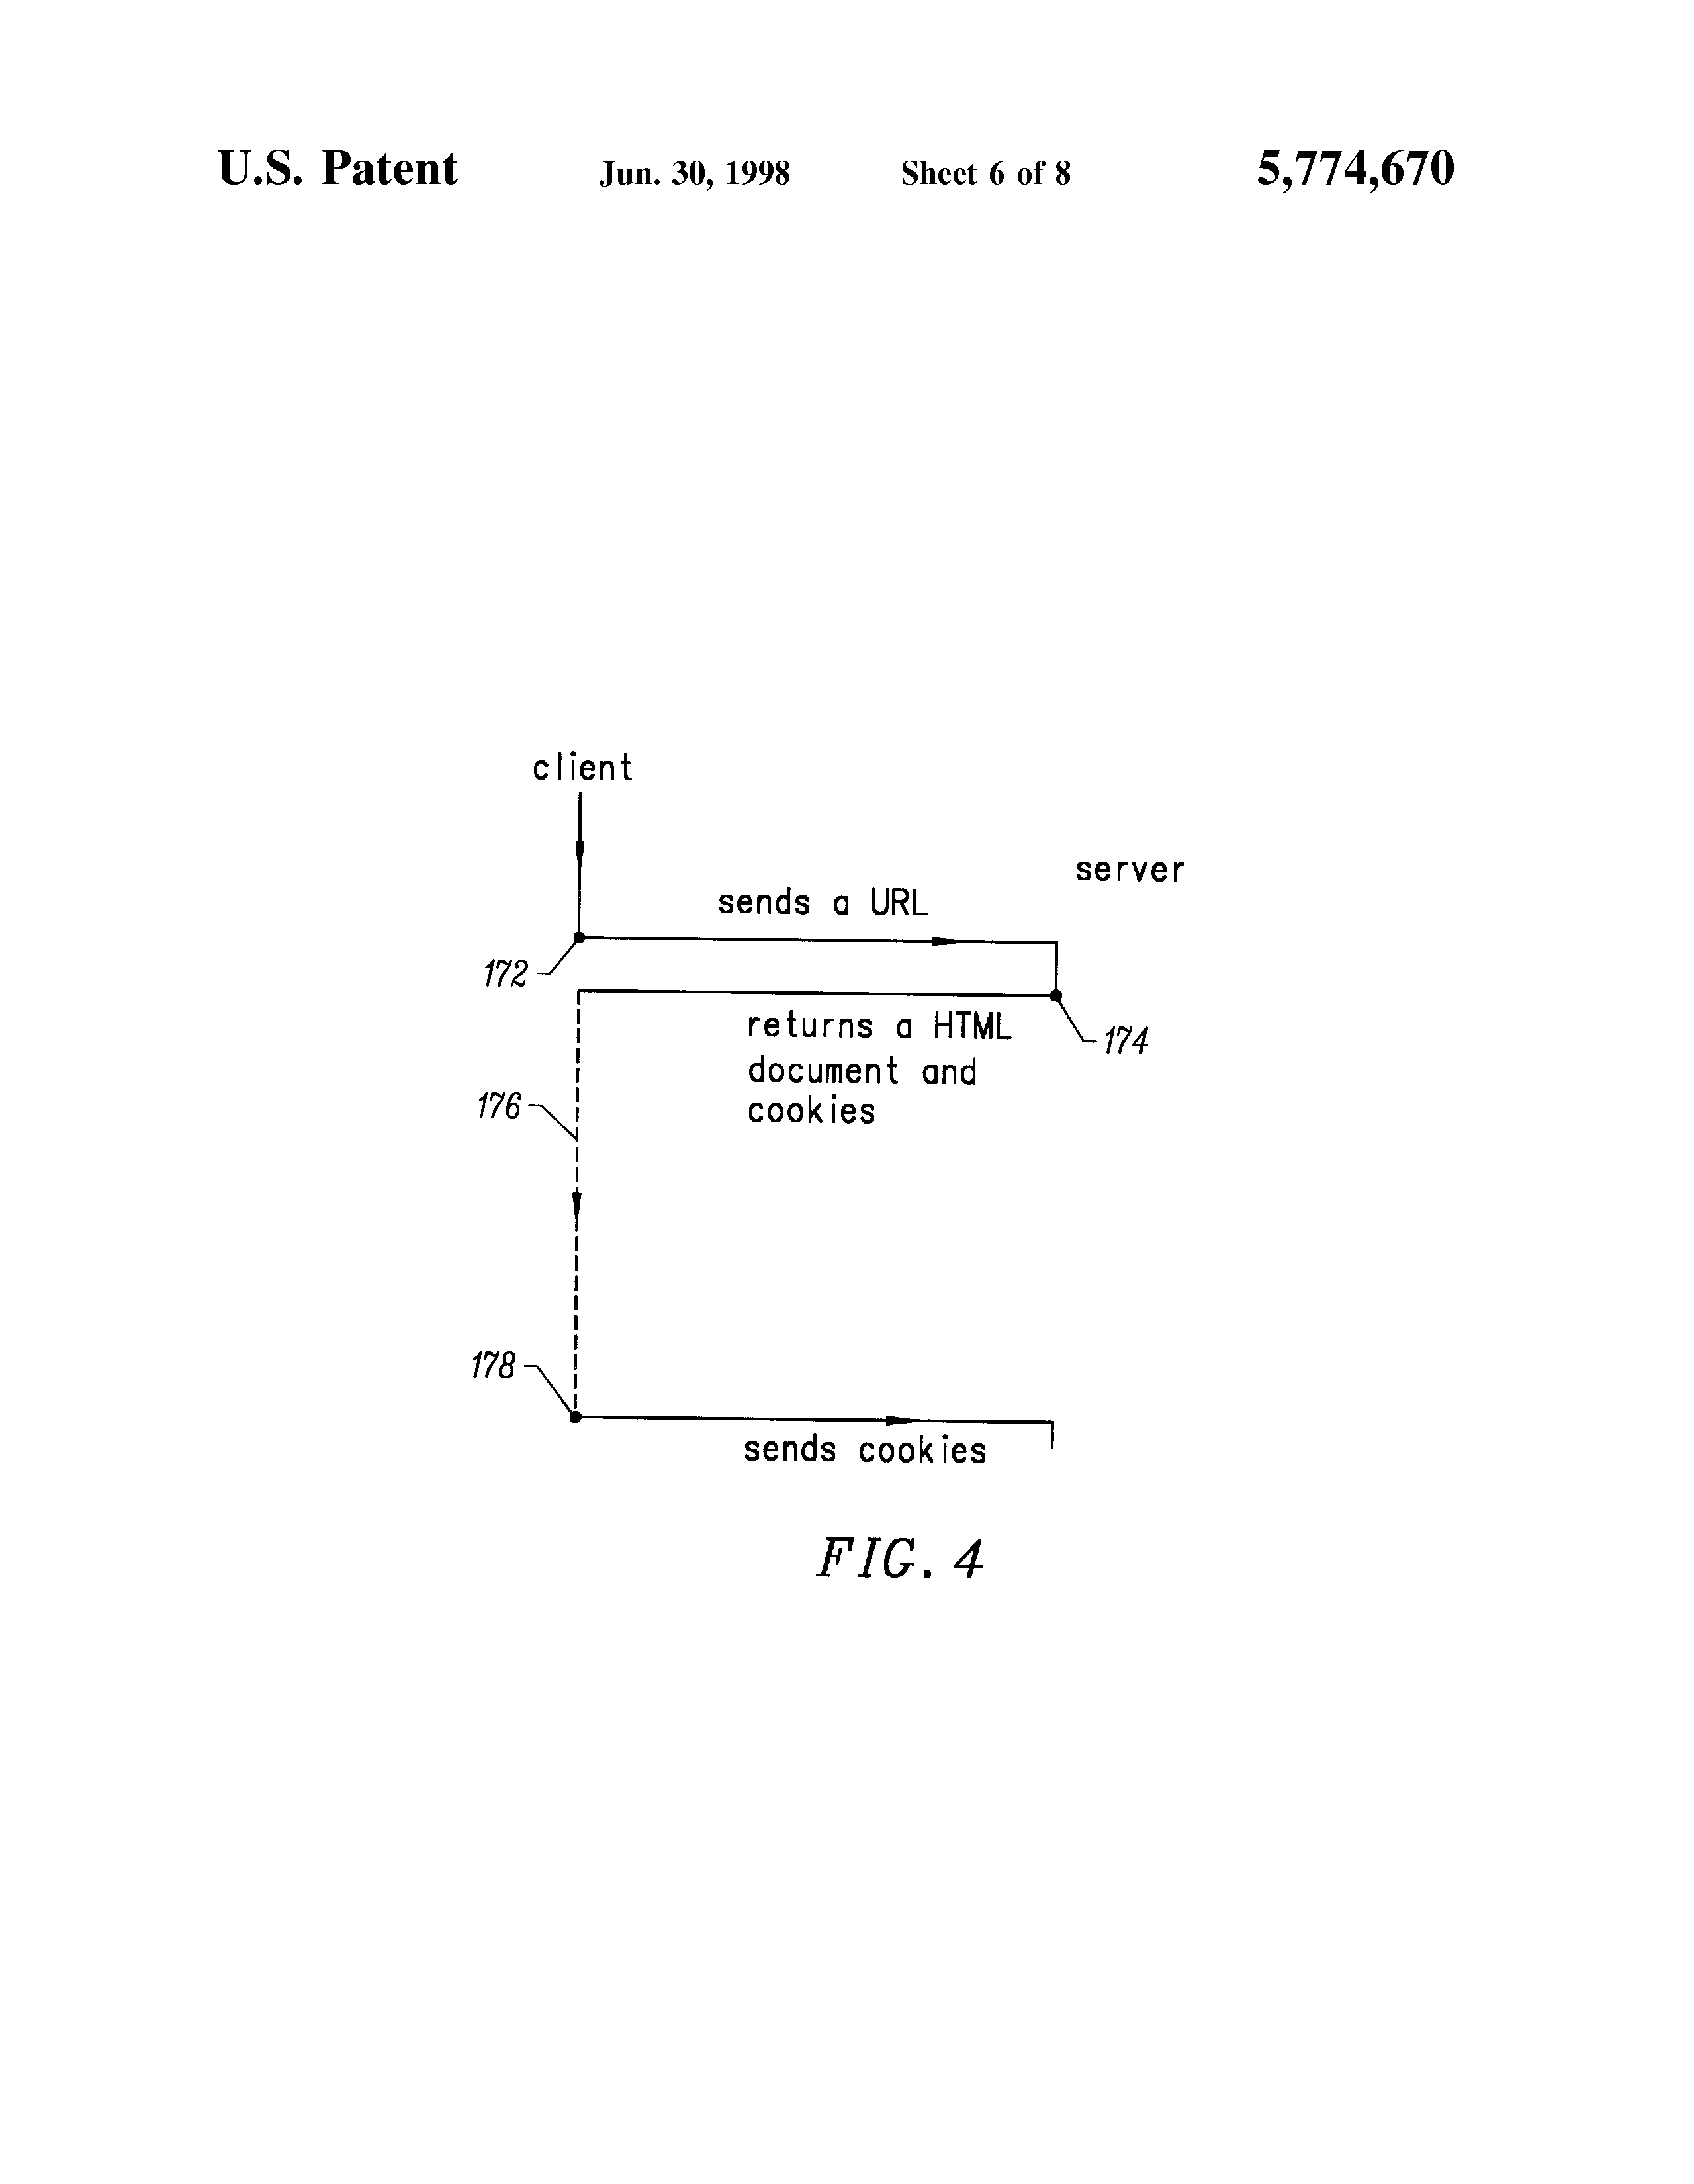 U.S. Patent Jun. 30, 1998 Sheet 6 of 8 5,774,670
client
server
sends a URL
172
returns a HTML
174
document and
176
cookies
178
sends cookies
FIG. 4